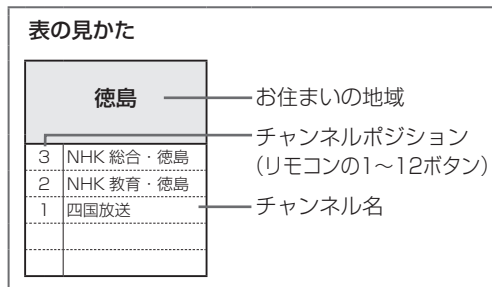 表の見かた
徳島
お住まいの地域
チャンネルポジション
（リモコンの1～12ボタン）
3 NHK 総合・徳島
2 NHK 教育・徳島
1 四国放送
チャンネル名